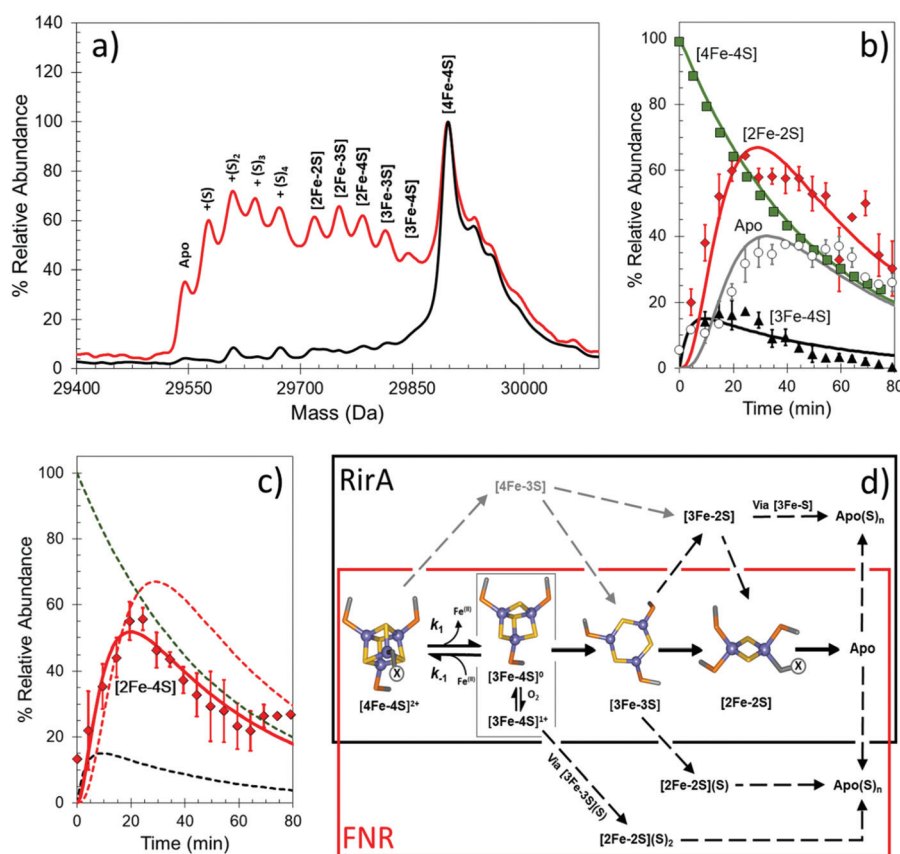 a)
% Relative Abundance
140
120
100
80
60
40
20
0
Apo
+(S)
+(S)2
+(S)3
+(S)4
[2Fe-2S]
[2Fe-3S]
[2Fe-4S]
[3Fe-3S]
[3Fe-4S]
[4Fe-4S]
29400
29550
29700
29850
30000
Mass (Da)
b)
% Relative Abundance
100
80
60
40
20
0
[4Fe-4S]
[2Fe-2S]
Apo
[3Fe-4S]
0
20
40
60
80
Time (min)
c)
% Relative Abundance
100
80
60
40
20
0
[2Fe-4S]
0
20
40
60
80
Time (min)
RirA
d)
[4Fe-3S]
[3Fe-2S]
Via [3Fe-S]
Apo(S)n
k1
Fe(II)
k-1
Fe(II)
X
[4Fe-4S]2+
[3Fe-4S]0
O2
[3Fe-4S]1+
[3Fe-3S]
X
[2Fe-2S]
Apo
Via [3Fe-3S](S)
[2Fe-2S](S)
Apo(S)n
[2Fe-2S](S)2
FNR